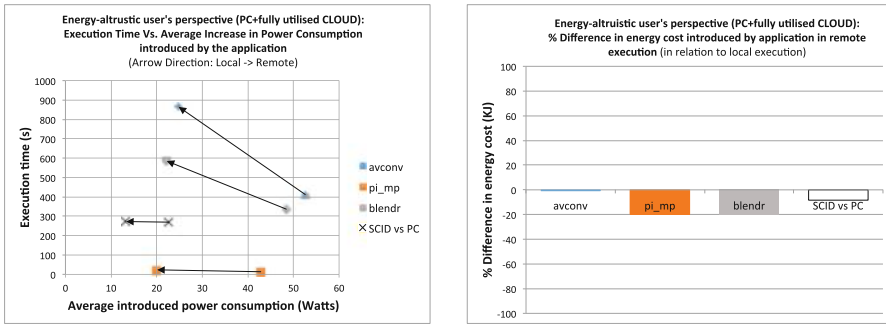 Energy-altrustic user's perspective (PC+fully utilised CLOUD):
Execution Time Vs. Average Increase in Power Consumption
introduced by the application
(Arrow Direction: Local -> Remote)
1000
900
800
700
600
500
400
300
200
100
0
Execution time (s)
0 10 20 30 40 50 60
Average introduced power consumption (Watts)
avconv
pi_mp
blendr
SCID vs PC
Energy-altruistic user's perspective (PC+fully utilised CLOUD):
% Difference in energy cost introduced by application in remote
execution (in relation to local execution)
100
80
60
40
20
0
-20
-40
-60
-80
-100
% Difference in energy cost (KJ)
avconv pi_mp blendr SCID vs PC